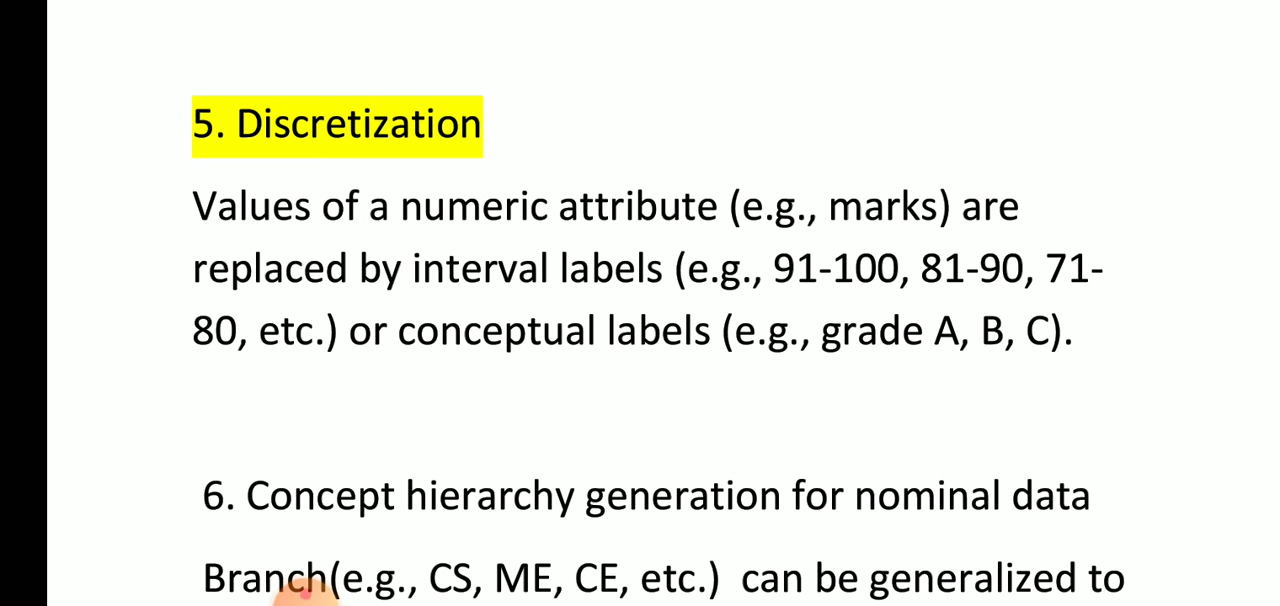 5. Discretization
Values of a numeric attribute (e.g., marks) are
replaced by interval labels (e.g., 91-100, 81-90, 71-
80, etc.) or conceptual labels (e.g., grade A, B, C).
6. Concept hierarchy generation for nominal data
Branch(e.g., CS, ME, CE, etc.) can be generalized to